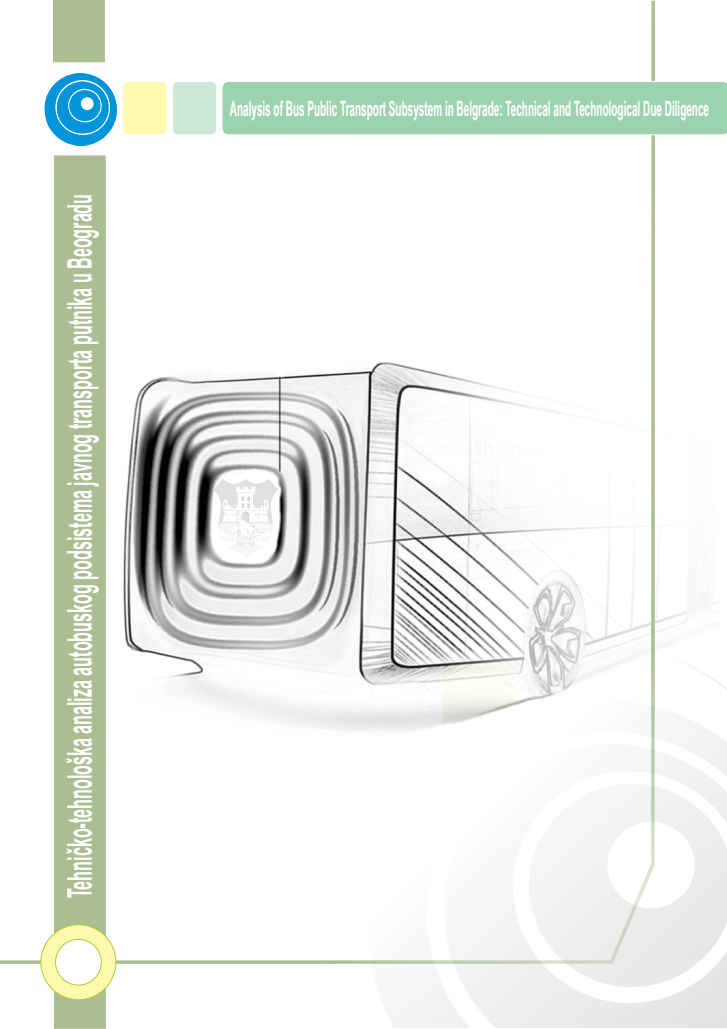 Analysis of Bus Public Transport Subsystem in Belgrade: Technical and Technological Due Diligence
Tehničko-tehnološka analiza autobuskog podsistema javnog transporta putnika u Beogradu